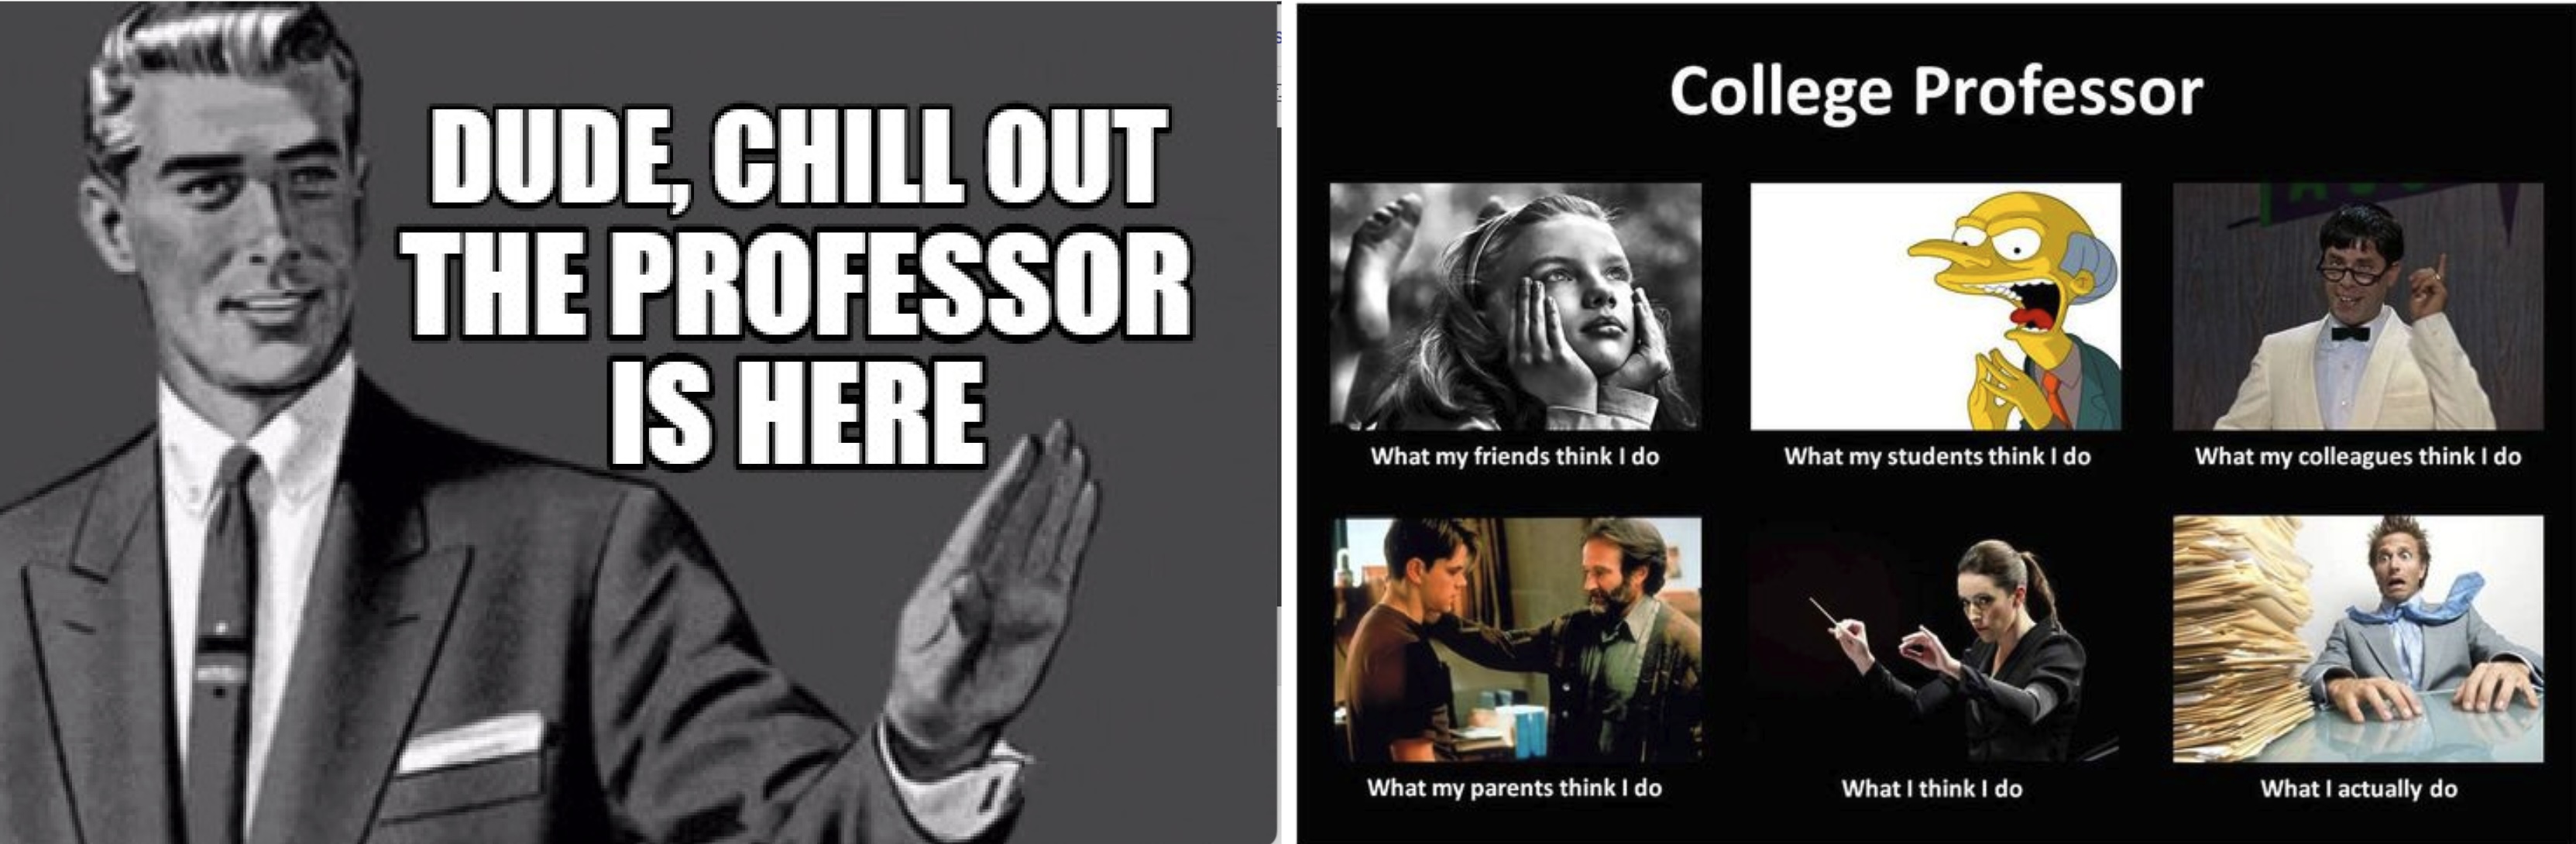 DUDE, CHILL OUT
THE PROFESSOR
IS HERE
College Professor
What my friends think I do
What my students think I do
What my colleagues think I do
What my parents think I do
What I think I do
What I actually do